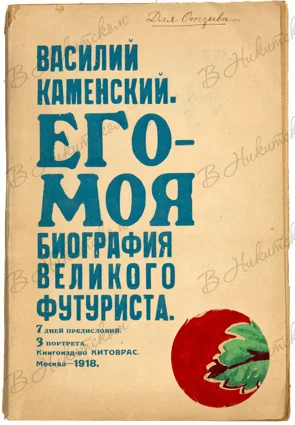 Для Отзыва.
ВАСИЛИЙ
КАМЕНСКИЙ.
ЕГО-
МОЯ
БИОГРАФИЯ
ВЕЛИКОГО
ФУТУРИСТА.
7 ДНЕЙ ПРЕДИСЛОВИЙ.
3 ПОРТРЕТА.
Книгоизд-во КИТОВРАС.
Москва—1918.
В Никитском